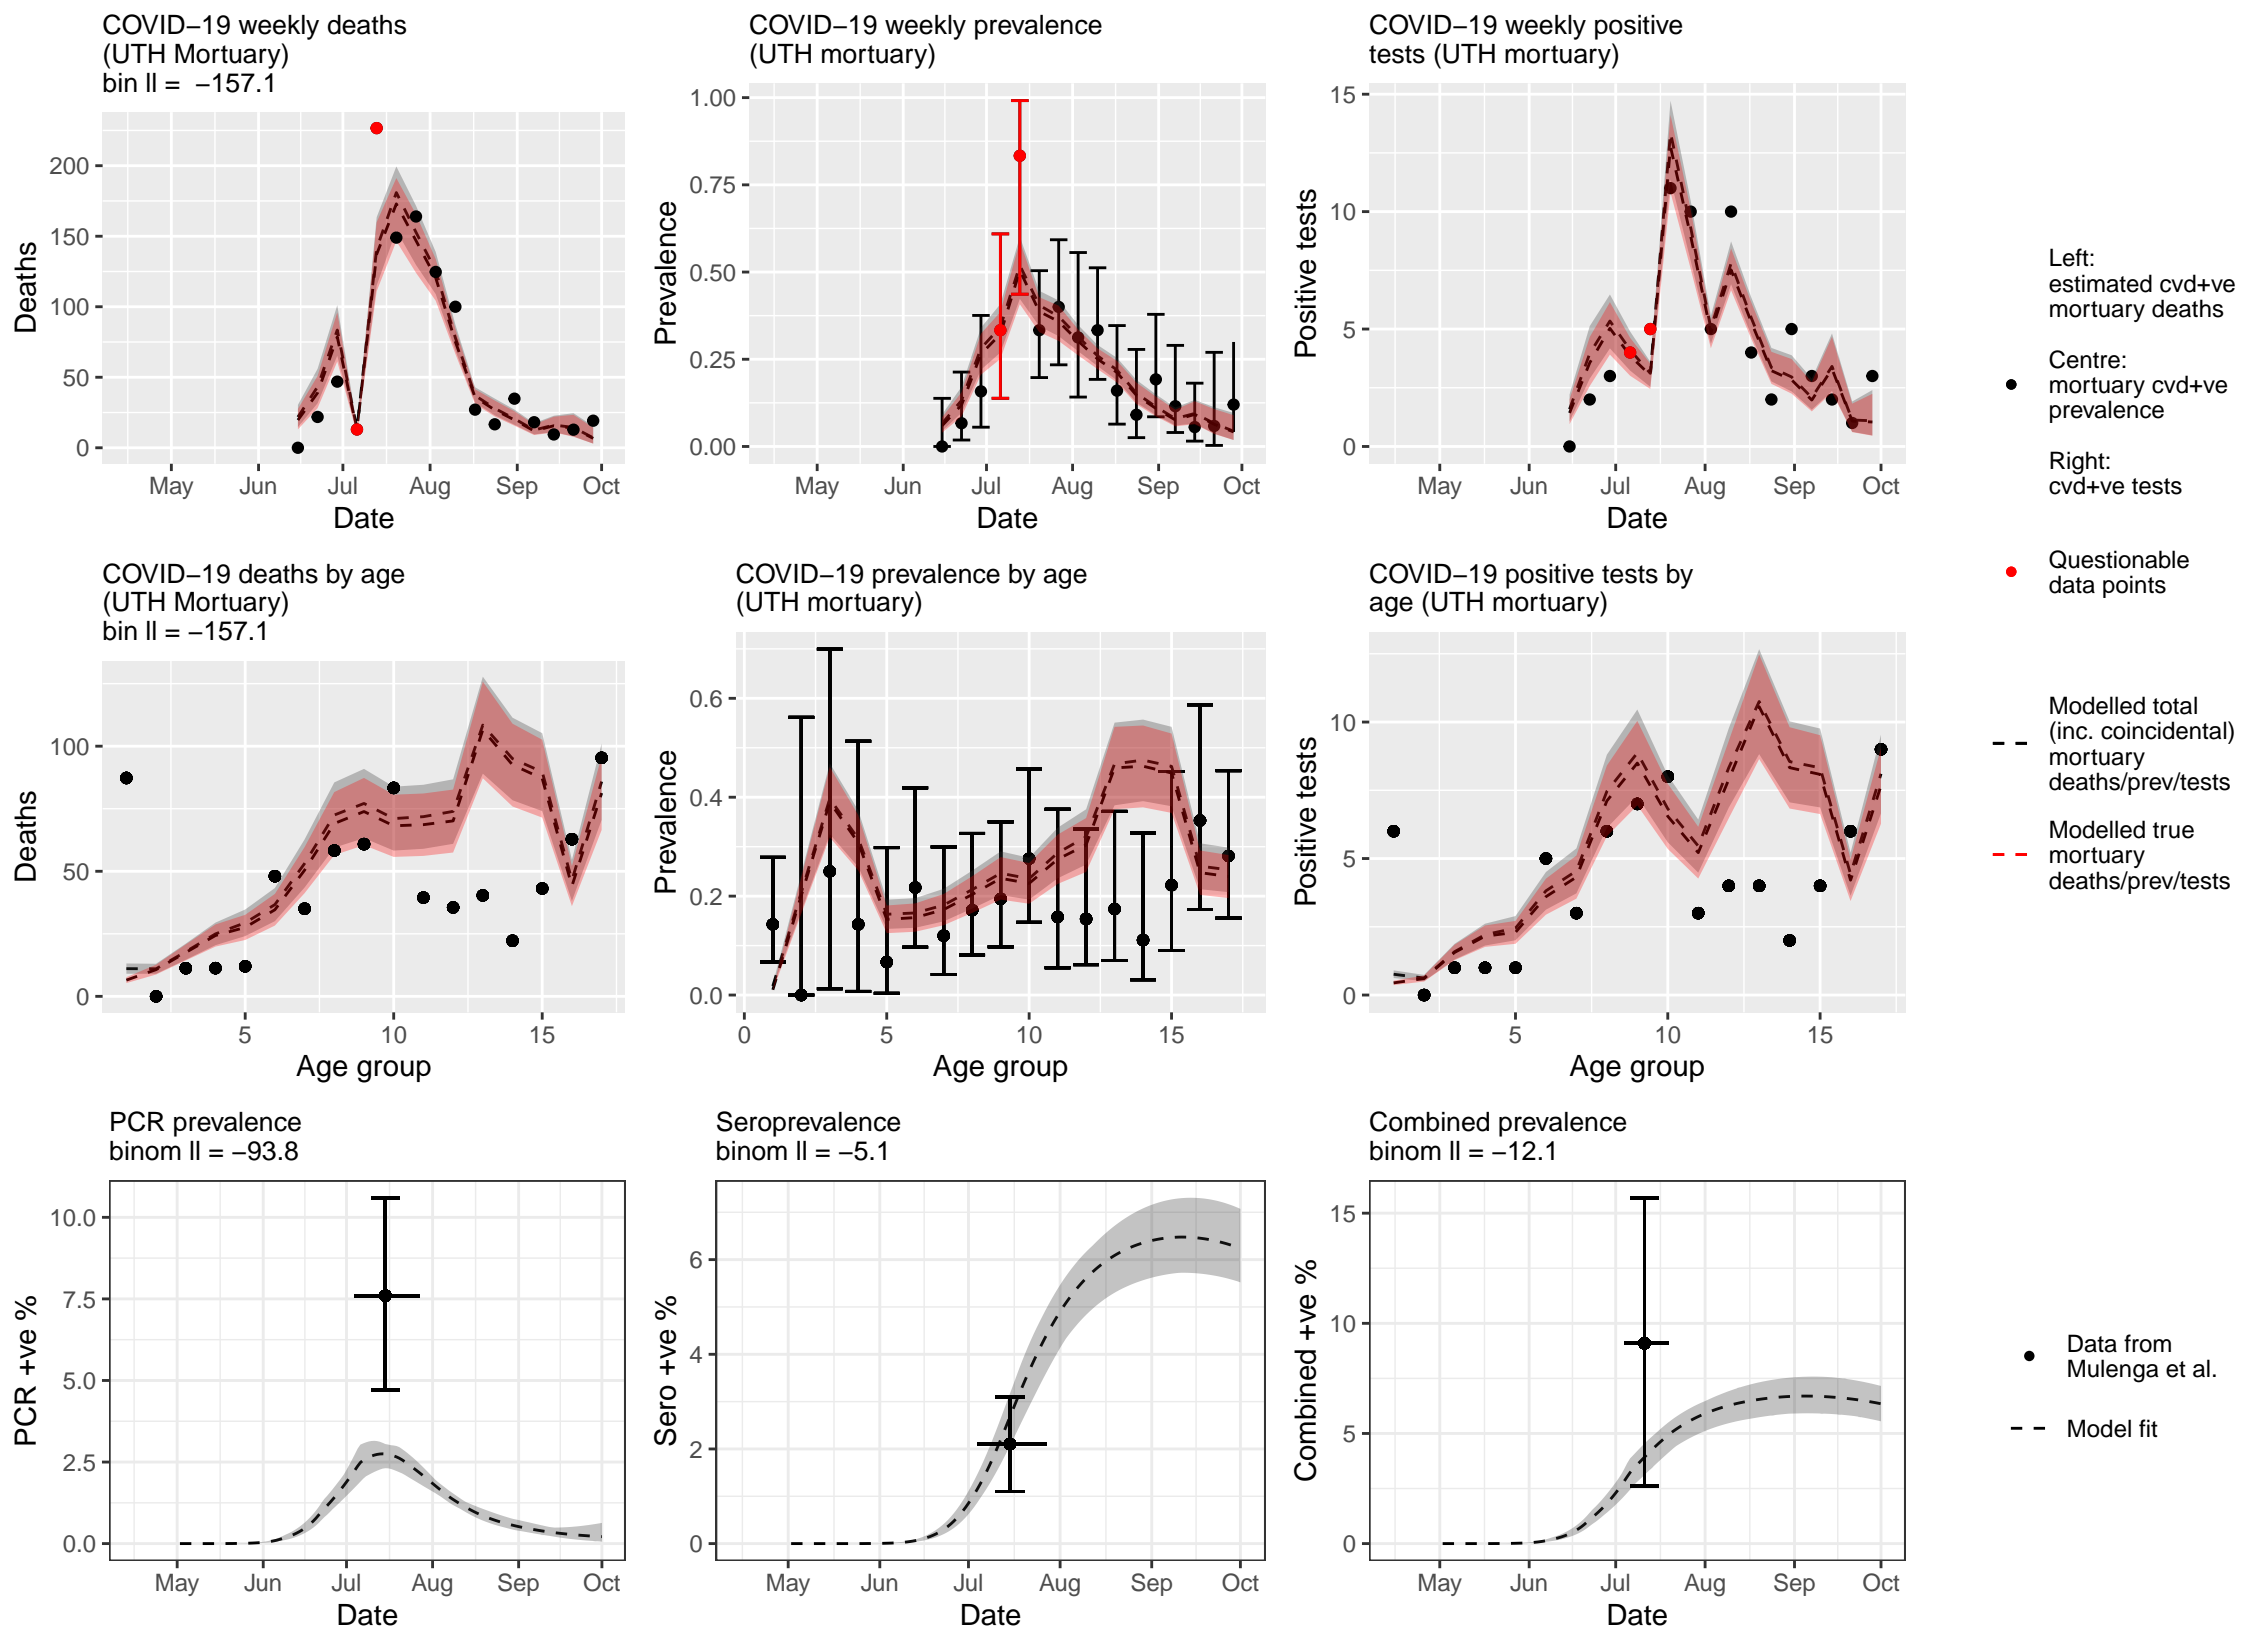 COVID−19 weekly deaths
(UTH Mortuary)
bin ll =  −157.1
Deaths
200
150
100
50
0
May Jun Jul Aug Sep Oct
Date
COVID−19 weekly prevalence
(UTH mortuary)
Prevalence
1.00
0.75
0.50
0.25
0.00
May Jun Jul Aug Sep Oct
Date
COVID−19 weekly positive
tests (UTH mortuary)
Positive tests
15
10
5
0
May Jun Jul Aug Sep Oct
Date
Left:
estimated cvd+ve
mortuary deaths
Centre:
mortuary cvd+ve
prevalence
Right:
cvd+ve tests
Questionable
data points
Modelled total
(inc. coincidental)
mortuary
deaths/prev/tests
Modelled true
mortuary
deaths/prev/tests
COVID−19 deaths by age
(UTH Mortuary)
bin ll = −157.1
Deaths
100
50
0
5 10 15
Age group
COVID−19 prevalence by age
(UTH mortuary)
Prevalence
0.6
0.4
0.2
0.0
0 5 10 15
Age group
COVID−19 positive tests by
age (UTH mortuary)
Positive tests
10
5
0
5 10 15
Age group
PCR prevalence
binom ll = −93.8
PCR +ve %
10.0
7.5
5.0
2.5
0.0
May Jun Jul Aug Sep Oct
Date
Seroprevalence
binom ll = −5.1
Sero +ve %
6
4
2
0
May Jun Jul Aug Sep Oct
Date
Combined prevalence
binom ll = −12.1
Combined +ve %
15
10
5
0
May Jun Jul Aug Sep Oct
Date
Data from
Mulenga et al.
Model fit